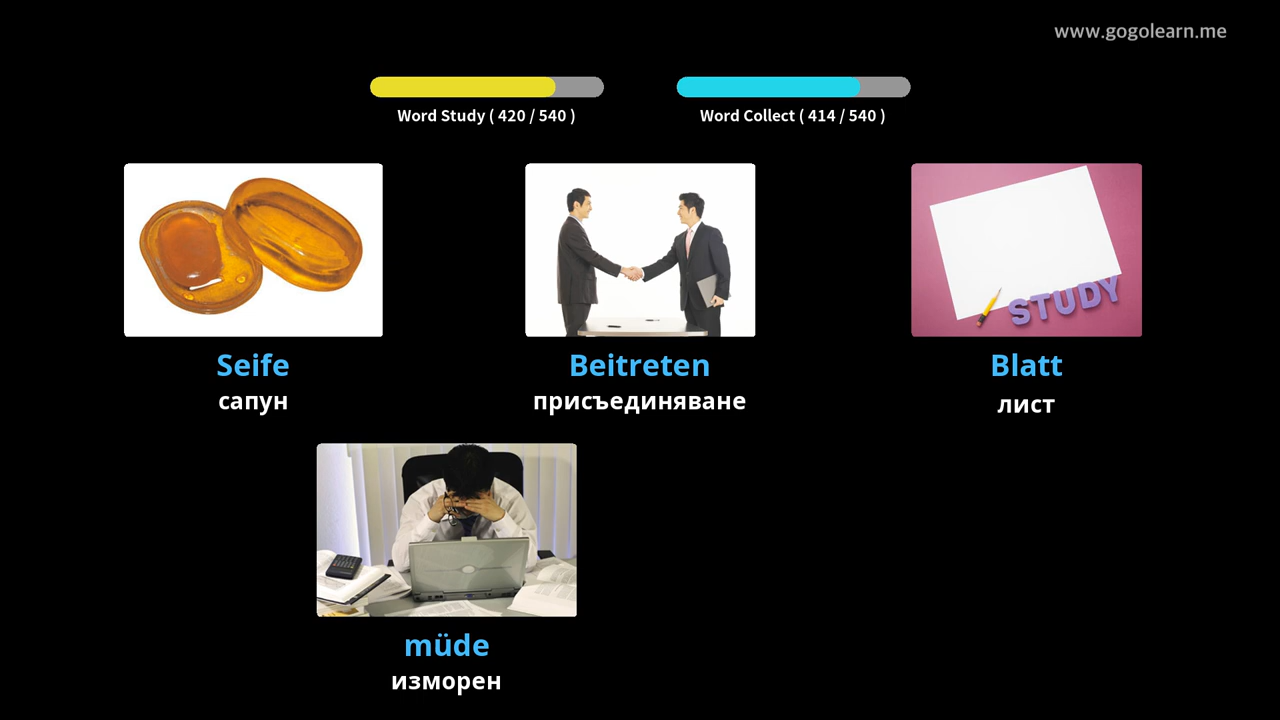 www.gogolearn.me
Word Study ( 420 / 540 )
Word Collect ( 414 / 540 )
STUDY
Seife
сапун
Beitreten
присъединяване
Blatt
лист
müde
изморен